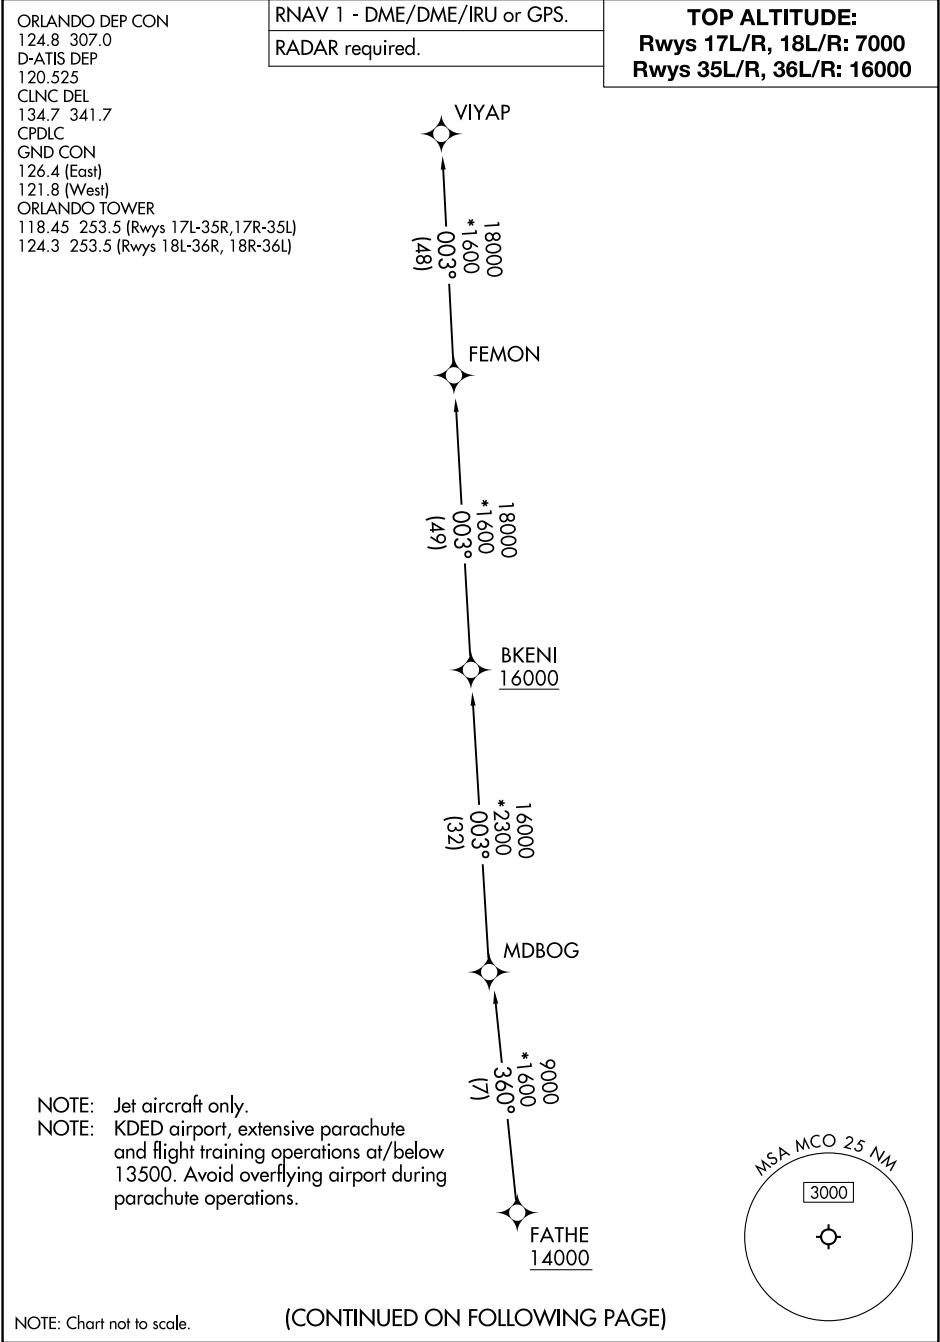 ORLANDO DEP CON
124.8 307.0
D-ATIS DEP
120.525
CLNC DEL
134.7 341.7
CPDLC
GND CON
126.4 (East)
121.8 (West)
ORLANDO TOWER
118.45 253.5 (Rwys 17L-35R,17R-35L)
124.3 253.5 (Rwys 18L-36R, 18R-36L)
RNAV 1 - DME/DME/IRU or GPS.
RADAR required.
TOP ALTITUDE:
Rwys 17L/R, 18L/R: 7000
Rwys 35L/R, 36L/R: 16000
VIYAP
18000
*1600
003°
(48)
FEMON
18000
*1600
003°
(49)
BKENI
16000
16000
*2300
003°
(32)
MDBOG
9000
*1600
360°
(7)
FATHE
14000
NOTE: Jet aircraft only.
NOTE: KDED airport, extensive parachute
and flight training operations at/below
13500. Avoid overflying airport during
parachute operations.
MSA MCO 25 NM
3000
NOTE: Chart not to scale.
(CONTINUED ON FOLLOWING PAGE)